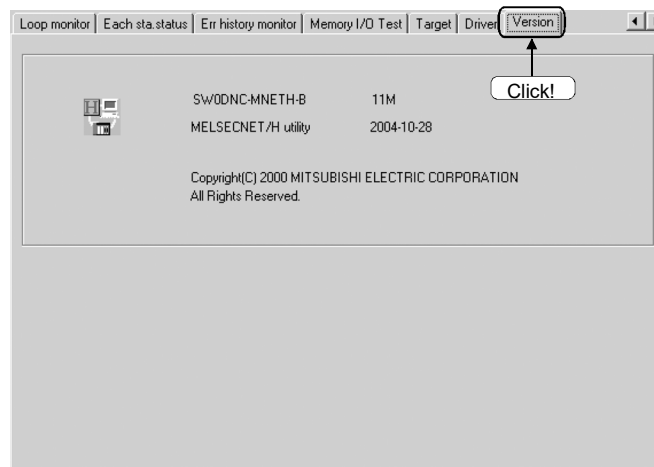 Loop monitor Each sta.status Err history monitor Memory I/O Test Target Driver Version
Click!
SW0DNC-MNETH-B 11M
MELSECNET/H utility 2004-10-28
Copyright(C) 2000 MITSUBISHI ELECTRIC CORPORATION
All Rights Reserved.